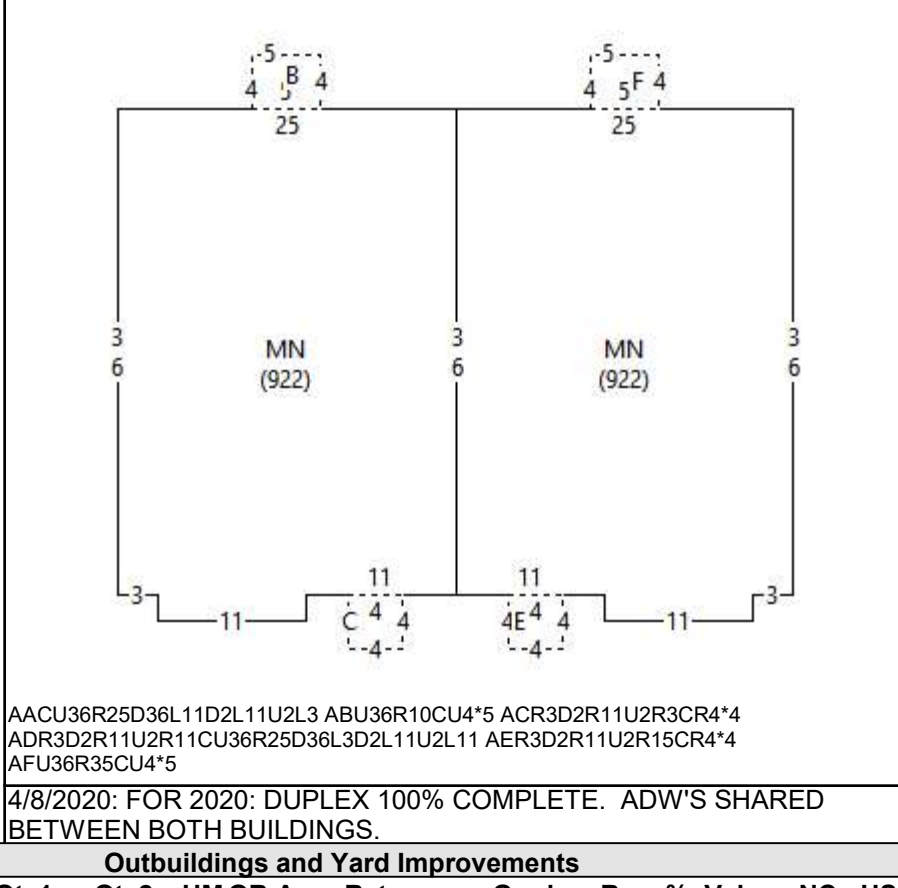 5 5
4 B 4 4 F 4
5 5
25 25
3 3 3
6 MN 6 MN 6
(922) (922)
3 11 11 3
11 C 4 4 4E 4 4 11
4 4
AACU36R25D36L11D2L11U2L3 ABU36R10CU4*5 ACR3D2R11U2R3CR4*4
ADR3D2R11U2R11CU36R25D36L3D2L11U2L11 AER3D2R11U2R15CR4*4
AFU36R35CU4*5
4/8/2020: FOR 2020: DUPLEX 100% COMPLETE. ADW'S SHARED
BETWEEN BOTH BUILDINGS.
Outbuildings and Yard Improvements